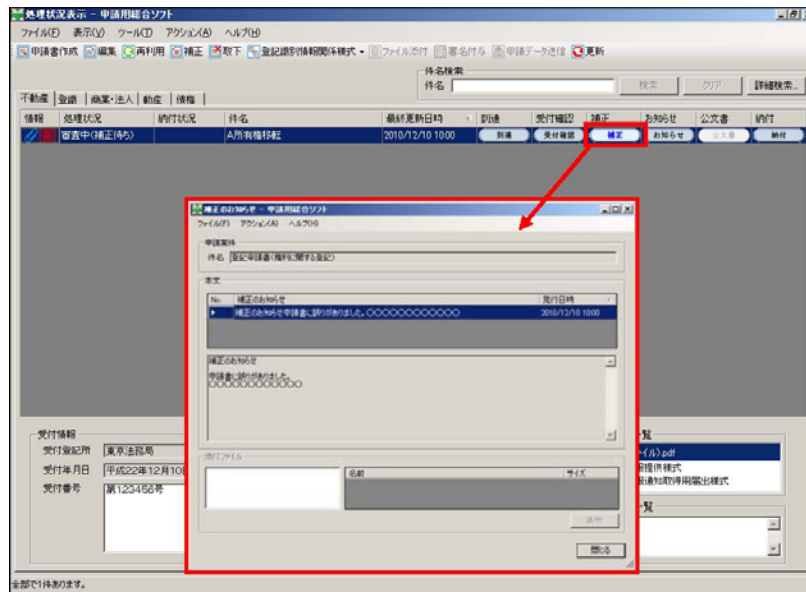 処理状況表示 - 申請用総合ソフト
ファイル(F) 表示(V) ツール(T) アクション(A) ヘルプ(H)
申請書作成 編集 再利用 補正 取下 登記識別情報関係様式 ファイル添付 署名付与 申請データ送信 更新
件名検索
件名 検索 クリア 詳細検索...
不動産 登識 商業・法人 動産 債権
情報 処理状況 納付状況 件名 最終更新日時 到達 受付確認 補正 お知らせ 公文書 納付
審査中(補正待ち) A所有権移転 2010/12/10 10:00 到達 受付確認 補正 お知らせ 公文書 納付
補正のお知らせ - 申請用総合ソフト
ファイル(F) アクション(A) ヘルプ(H)
申請案件
件名 登記申請書(権利に関する登記)
本文
No. 補正のお知らせ 発行日時
補正のお知らせ申請書に誤りがありました。○○○○○○○○○○○○ 2010/12/10 10:00
補正のお知らせ
申請書に誤りがありました。
○○○○○○○○○○○○
添付ファイル
名前 サイズ
閉じる
受付情報
受付登記所 東京法務局
受付年月日 平成22年12月10日
受付番号 第123456号
一覧
イル).pdf
報提供様式
報通知取得用届出様式
一覧
全部で1件あります。